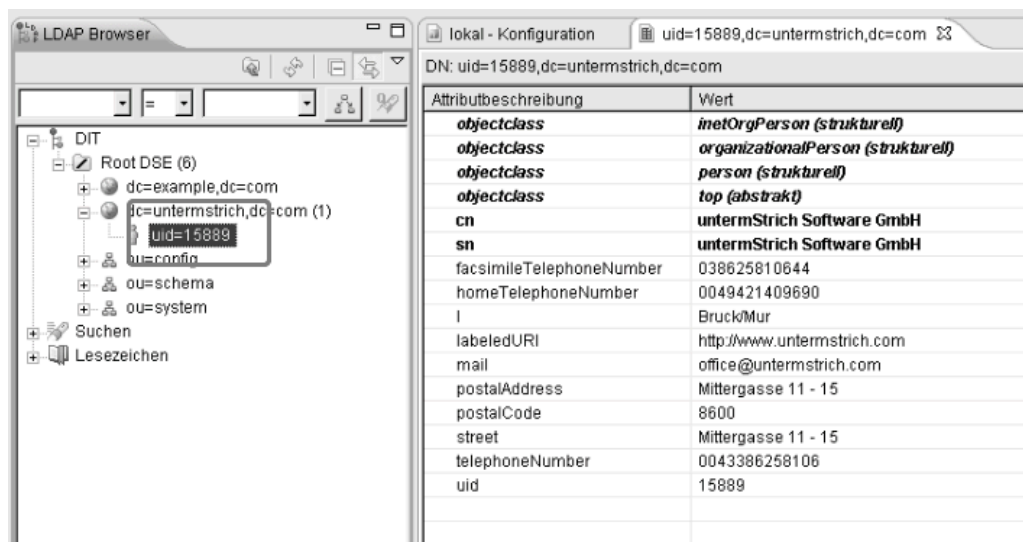 LDAP Browser
=
DIT
Root DSE (6)
dc=example,dc=com
dc=untermstrich,dc=com (1)
uid=15889
ou=config
ou=schema
ou=system
Suchen
Lesezeichen
lokal - Konfiguration
uid=15889,dc=untermstrich,dc=com
DN: uid=15889,dc=untermstrich,dc=com
Attributbeschreibung Wert
objectclass inetOrgPerson (strukturell)
objectclass organizationalPerson (strukturell)
objectclass person (strukturell)
objectclass top (abstrakt)
cn untermStrich Software GmbH
sn untermStrich Software GmbH
facsimileTelephoneNumber 038625810644
homeTelephoneNumber 0049421409690
l Bruck/Mur
labeledURI http://www.untermstrich.com
mail office@untermstrich.com
postalAddress Mittergasse 11 - 15
postalCode 8600
street Mittergasse 11 - 15
telephoneNumber 0043386258106
uid 15889